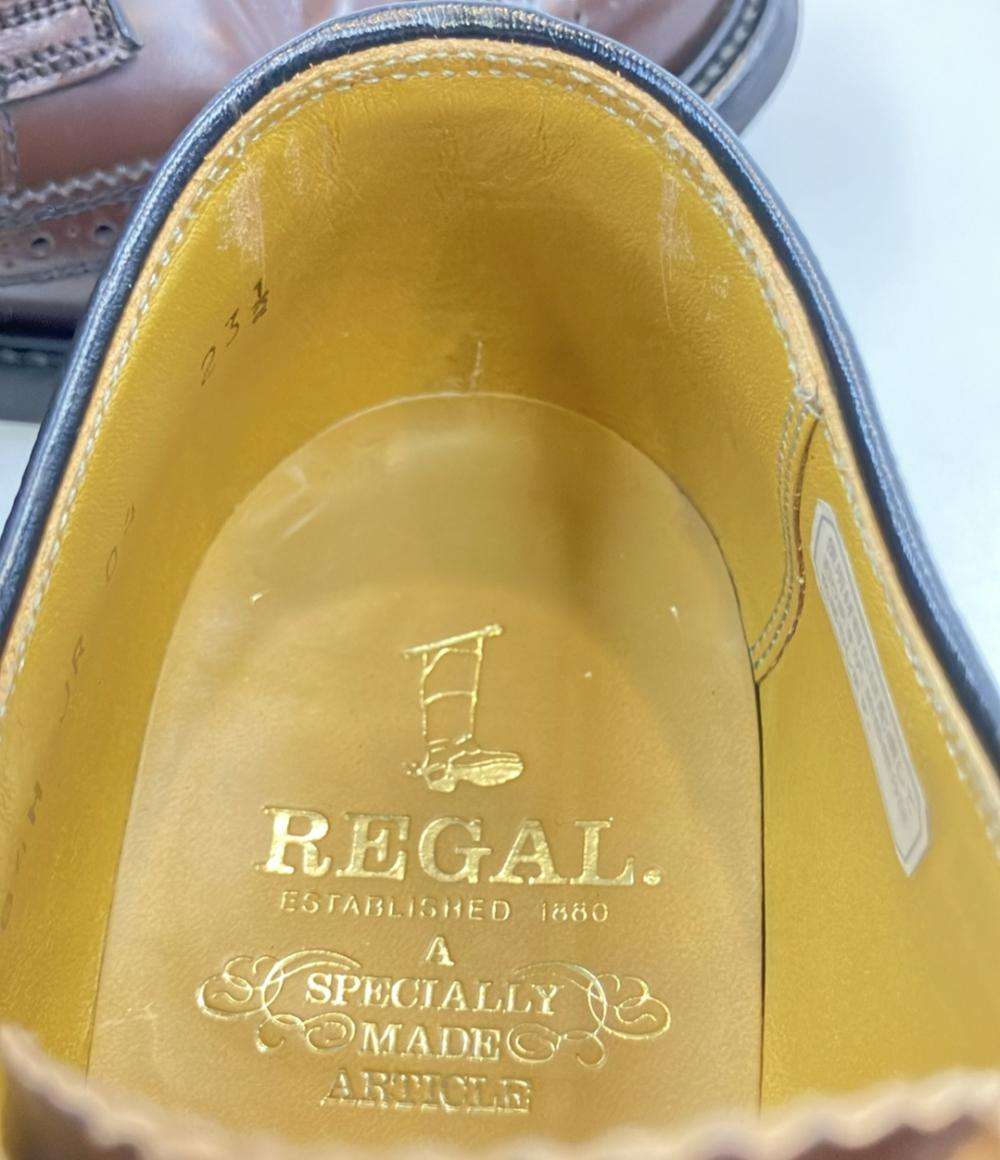 23½
REGAL.
ESTABLISHED 1880
A
SPECIALLY
MADE
ARTICLE